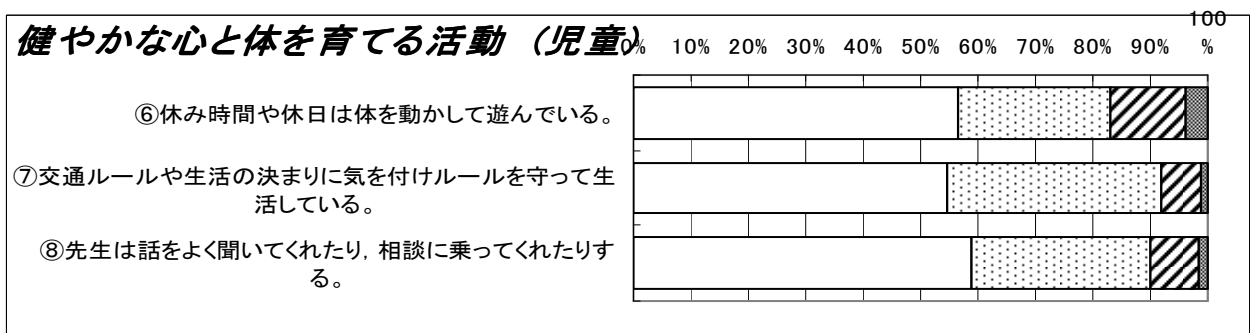 健やかな心と体を育てる活動 (児童)
0% 10% 20% 30% 40% 50% 60% 70% 80% 90% 100
%
⑥休み時間や休日は体を動かして遊んでいる。
⑦交通ルールや生活の決まりに気を付けルールを守って生
活している。
⑧先生は話をよく聞いてくれたり,相談に乗ってくれたりす
る。